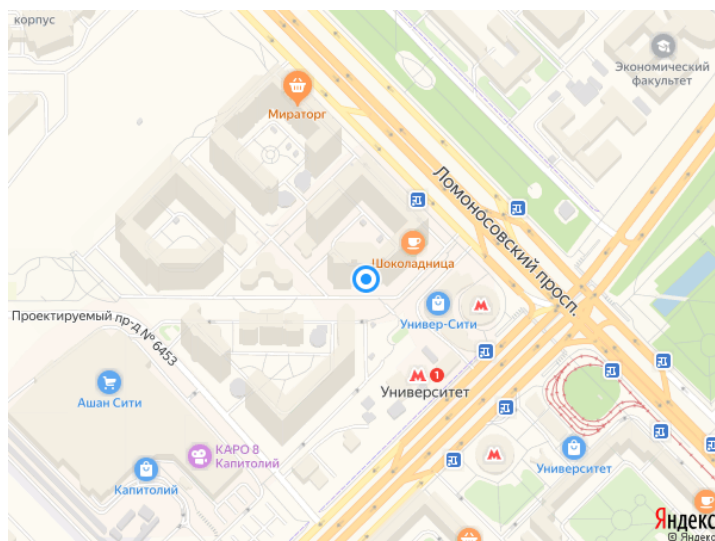 корпус
Экономический
факультет
Мираторг
Ломоносовский просп.
Шоколадница
Универ-Сити
Проектируемый пр-д № 6453
1
Университет
Ашан Сити
КАРО 8
Капитолий
Капитолий
Университет
Яндекс
© Яндекс